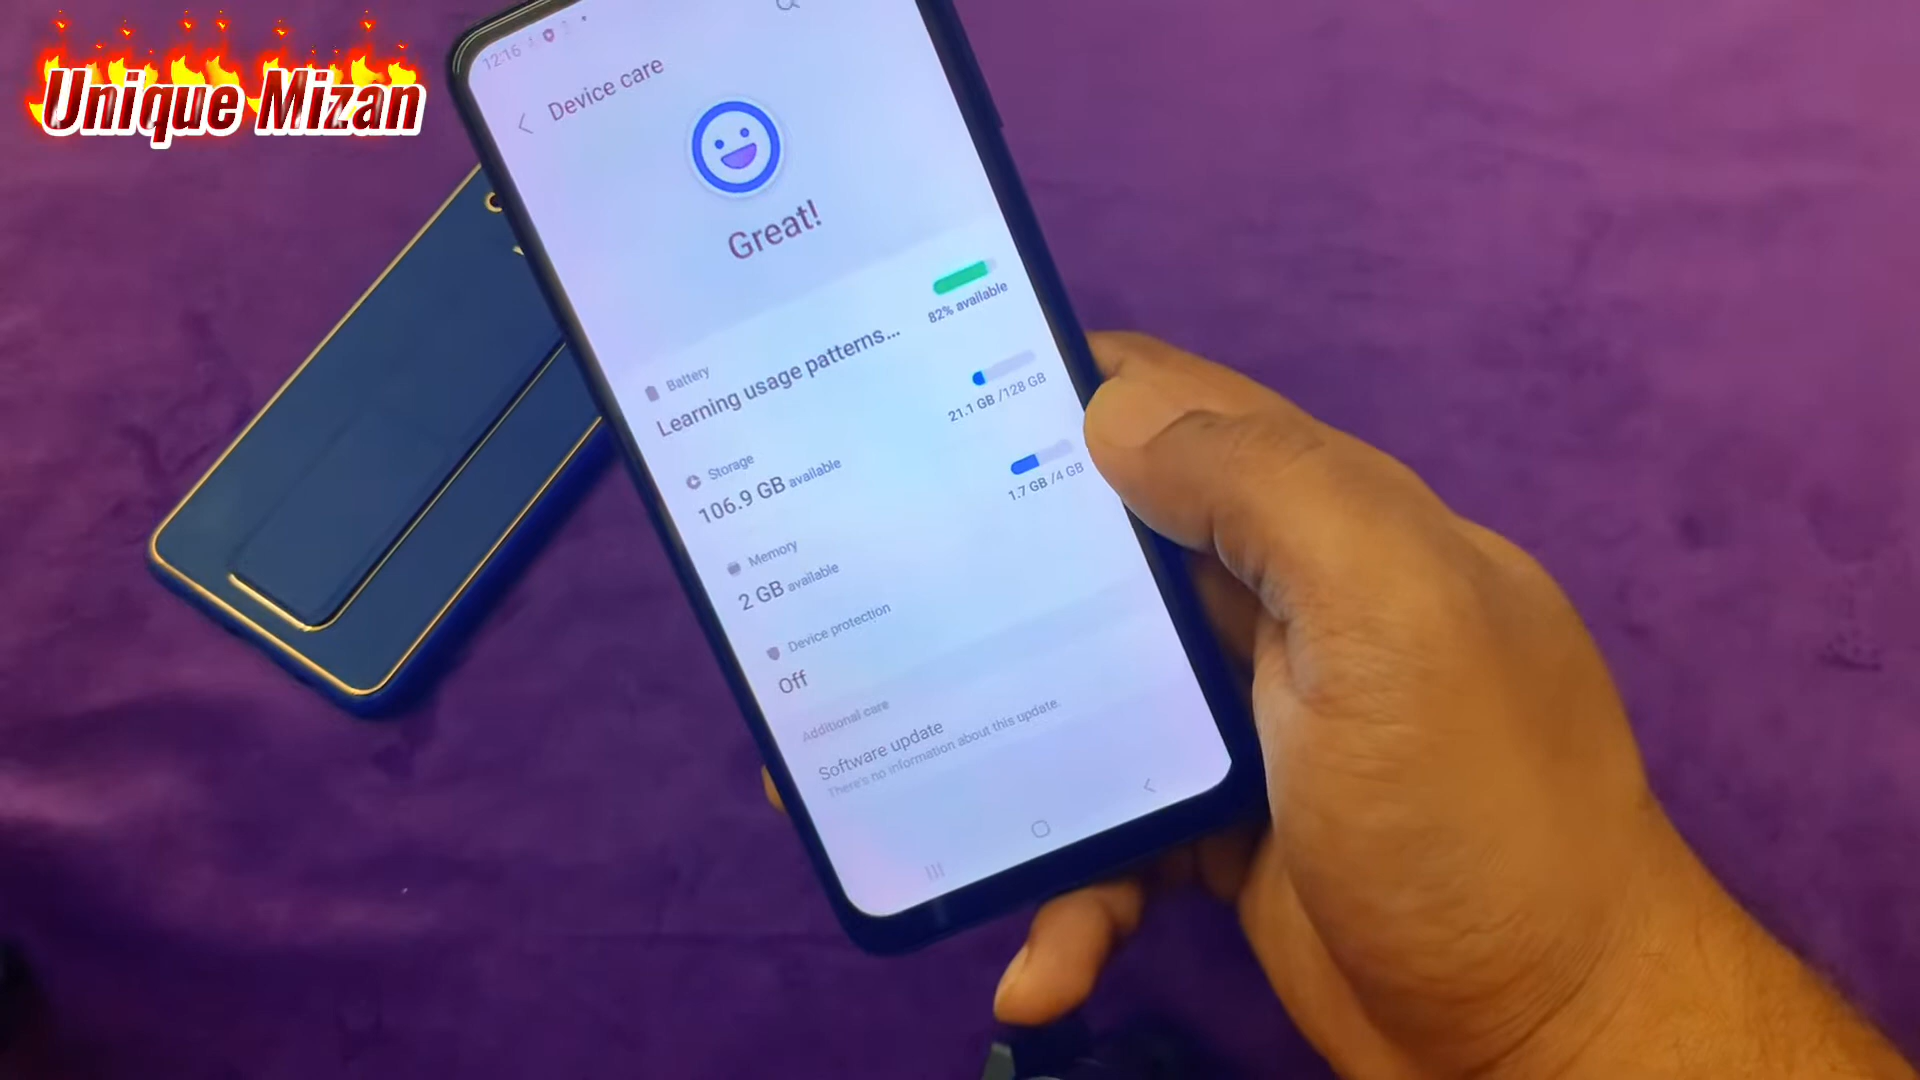 Unique Mizan
12:16
Device care
Great!
82% available
Battery
Learning usage patterns...
21.1 GB /128 GB
Storage
106.9 GB available
1.7 GB /4 GB
Memory
2 GB available
Device protection
Off
Additional care
Software update
There's no information about this update.